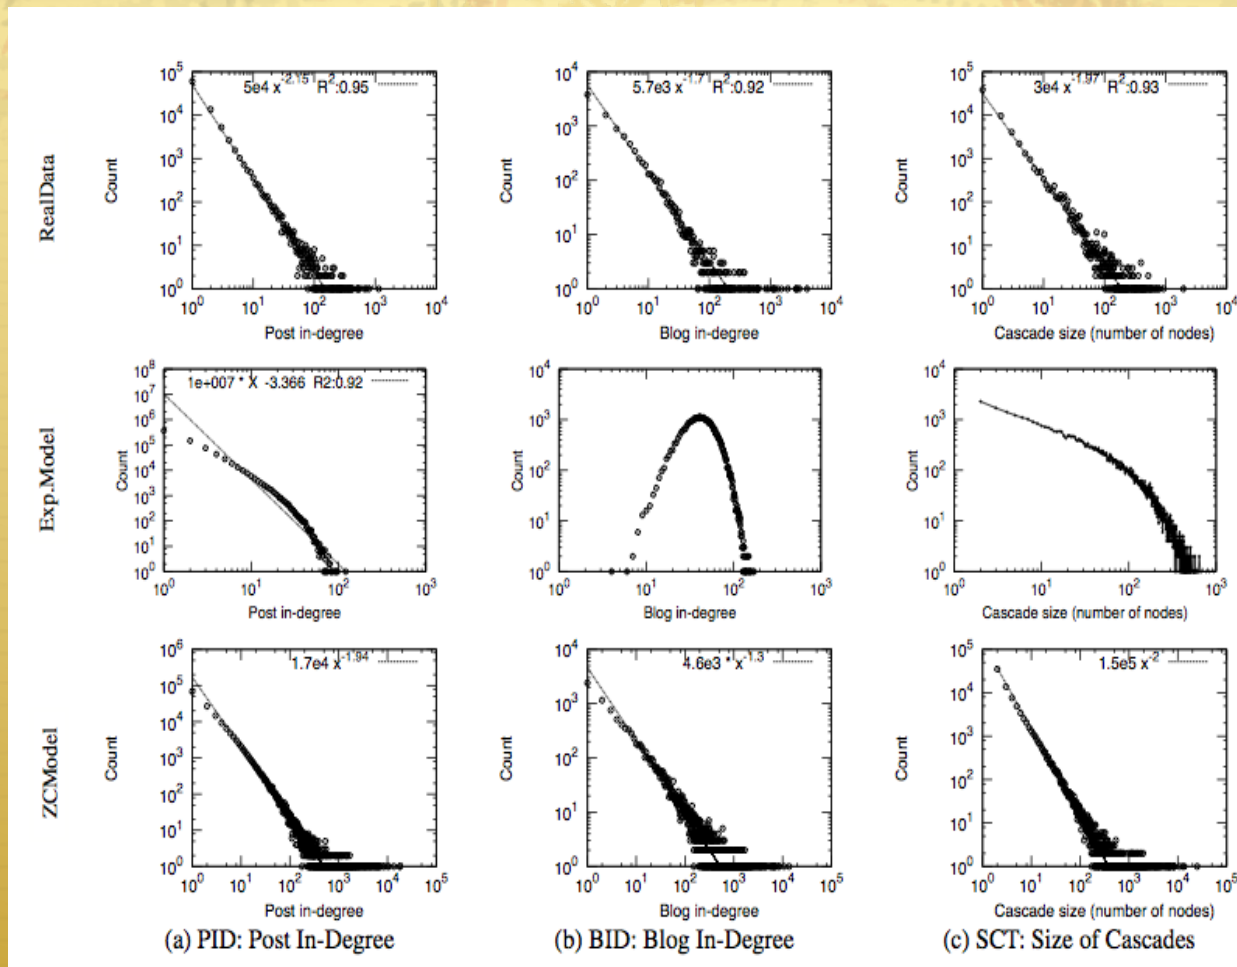 RealData
5e4 x^-2.15 R^2:0.95
10^5
10^4
10^3
10^2
10^1
10^0
Count
10^0 10^1 10^2 10^3 10^4
Post in-degree
5.7e3 x^-1.7 R^2:0.92
10^4
10^3
10^2
10^1
10^0
Count
10^0 10^1 10^2 10^3 10^4
Blog in-degree
3e4 x^-1.97 R^2:0.93
10^5
10^4
10^3
10^2
10^1
10^0
Count
10^0 10^1 10^2 10^3 10^4
Cascade size (number of nodes)
Exp.Model
1e+007 * X -3.366 R2:0.92
10^8
10^7
10^6
10^5
10^4
10^3
10^2
10^1
10^0
Count
10^0 10^1 10^2 10^3
Post in-degree
10^4
10^3
10^2
10^1
10^0
Count
10^0 10^1 10^2 10^3
Blog in-degree
10^4
10^3
10^2
10^1
10^0
Count
10^0 10^1 10^2 10^3
Cascade size (number of nodes)
ZCModel
1.7e4 x^-1.94
10^6
10^5
10^4
10^3
10^2
10^1
10^0
Count
10^0 10^1 10^2 10^3 10^4 10^5
Post in-degree
4.6e3 * x^-1.3
10^4
10^3
10^2
10^1
10^0
Count
10^0 10^1 10^2 10^3 10^4 10^5
Blog in-degree
1.5e5 x^-2
10^5
10^4
10^3
10^2
10^1
10^0
Count
10^0 10^1 10^2 10^3 10^4 10^5
Cascade size (number of nodes)
(a) PID: Post In-Degree
(b) BID: Blog In-Degree
(c) SCT: Size of Cascades